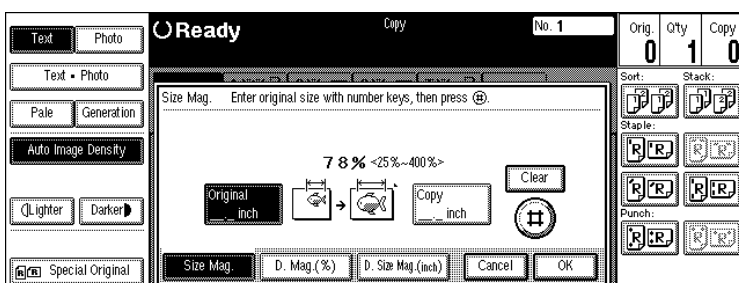 Text
Photo
Text • Photo
Pale
Generation
Auto Image Density
Lighter
Darker
Special Original
Ready
Copy
No. 1
Size Mag. Enter original size with number keys, then press ⌗.
78% <25%~400%>
Original
__._ inch
Copy
__._ inch
Clear
#
Size Mag.
D. Mag.(%)
D. Size Mag.(inch)
Cancel
OK
Orig. Q'ty Copy
0 1 0
Sort: Stack:
Staple:
Punch: